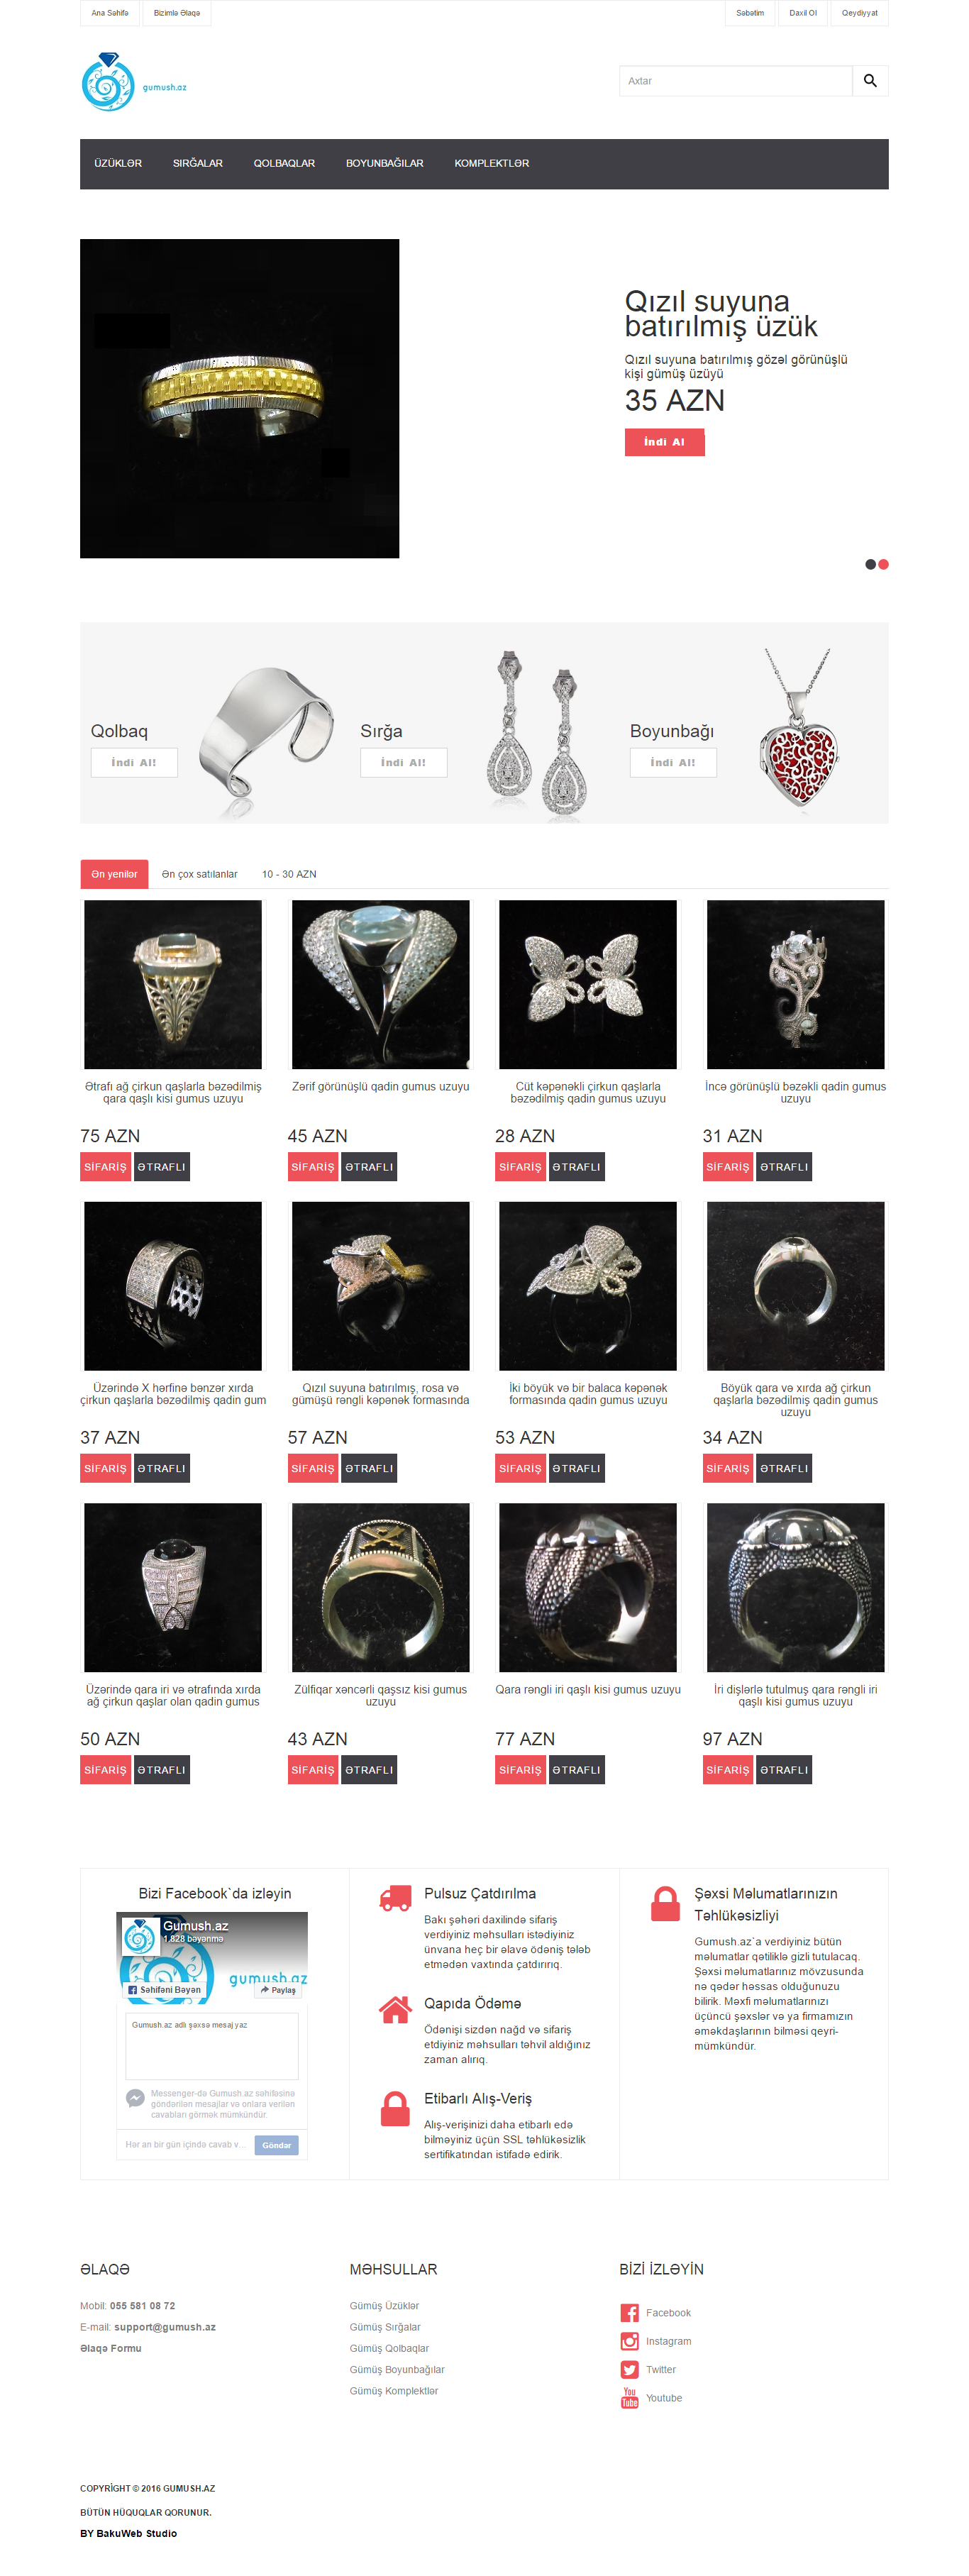 Ana Səhifə
Bizimlə Əlaqə
Səbətim
Daxil Ol
Qeydiyyat
gumush.az
Axtar
ÜZÜKLƏR
SIRĞALAR
QOLBAQLAR
BOYUNBAĞILAR
KOMPLEKTLƏR
Qızıl suyuna
batırılmış üzük
Qızıl suyuna batırılmış gözəl görünüşlü
kişi gümüş üzüyü
35 AZN
İndi Al
Qolbaq
İndi Al!
Sırğa
İndi Al!
Boyunbağı
İndi Al!
Ən yenilər
Ən çox satılanlar
10 - 30 AZN
Ətrafı ağ çirkun qaşlarla bəzədilmiş
qara qaşlı kisi gumus uzuyu
75 AZN
SİFARİŞ
ƏTRAFLI
Zərif görünüşlü qadin gumus uzuyu
45 AZN
SİFARİŞ
ƏTRAFLI
Cüt kəpənəkli çirkun qaşlarla
bəzədilmiş qadin gumus uzuyu
28 AZN
SİFARİŞ
ƏTRAFLI
İncə görünüşlü bəzəkli qadin gumus
uzuyu
31 AZN
SİFARİŞ
ƏTRAFLI
Üzərində X hərfinə bənzər xırda
çirkun qaşlarla bəzədilmiş qadin gum
37 AZN
SİFARİŞ
ƏTRAFLI
Qızıl suyuna batırılmış, rosa və
gümüşü rəngli kəpənək formasında
57 AZN
SİFARİŞ
ƏTRAFLI
İki böyük və bir balaca kəpənək
formasında qadin gumus uzuyu
53 AZN
SİFARİŞ
ƏTRAFLI
Böyük qara və xırda ağ çirkun
qaşlarla bəzədilmiş qadin gumus
uzuyu
34 AZN
SİFARİŞ
ƏTRAFLI
Üzərində qara iri və ətrafında xırda
ağ çirkun qaşlar olan qadin gumus
50 AZN
SİFARİŞ
ƏTRAFLI
Zülfiqar xəncərli qaşsız kisi gumus
uzuyu
43 AZN
SİFARİŞ
ƏTRAFLI
Qara rəngli iri qaşlı kisi gumus uzuyu
77 AZN
SİFARİŞ
ƏTRAFLI
İri dişlərlə tutulmuş qara rəngli iri
qaşlı kisi gumus uzuyu
97 AZN
SİFARİŞ
ƏTRAFLI
Bizi Facebook`da izləyin
Gumush.az
1.828 bəyənmə
gumush.az
Səhifəni Bəyən
Paylaş
Gumush.az adlı şəxsə mesaj yaz
Messenger-də Gumush.az səhifəsinə
göndərilən mesajlar və onlara verilən
cavabları görmək mümkündür.
Hər an bir gün içində cavab v...
Göndər
Pulsuz Çatdırılma
Bakı şəhəri daxilində sifariş
verdiyiniz məhsulları istədiyiniz
ünvana heç bir əlavə ödəniş tələb
etmədən vaxtında çatdırırıq.
Qapıda Ödəmə
Ödənişi sizdən nağd və sifariş
etdiyiniz məhsulları təhvil aldığınız
zaman alırıq.
Etibarlı Alış-Veriş
Alış-verişinizi daha etibarlı edə
bilməyiniz üçün SSL təhlükəsizlik
sertifikatından istifadə edirik.
Şəxsi Məlumatlarınızın
Təhlükəsizliyi
Gumush.az`a verdiyiniz bütün
məlumatlar qətiliklə gizli tutulacaq.
Şəxsi məlumatlarınız mövzusunda
nə qədər həssas olduğunuzu
bilirik. Məxfi məlumatlarınızı
üçüncü şəxslər və ya firmamızın
əməkdaşlarının bilməsi qeyri-
mümkündür.
ƏLAQƏ
Mobil: 055 581 08 72
E-mail: support@gumush.az
Əlaqə Formu
MƏHSULLAR
Gümüş Üzüklər
Gümüş Sırğalar
Gümüş Qolbaqlar
Gümüş Boyunbağılar
Gümüş Komplektlər
BİZİ İZLƏYİN
Facebook
Instagram
Twitter
You
Tube
Youtube
COPYRİGHT © 2016 GUMUSH.AZ
BÜTÜN HÜQUQLAR QORUNUR.
BY BakuWeb Studio